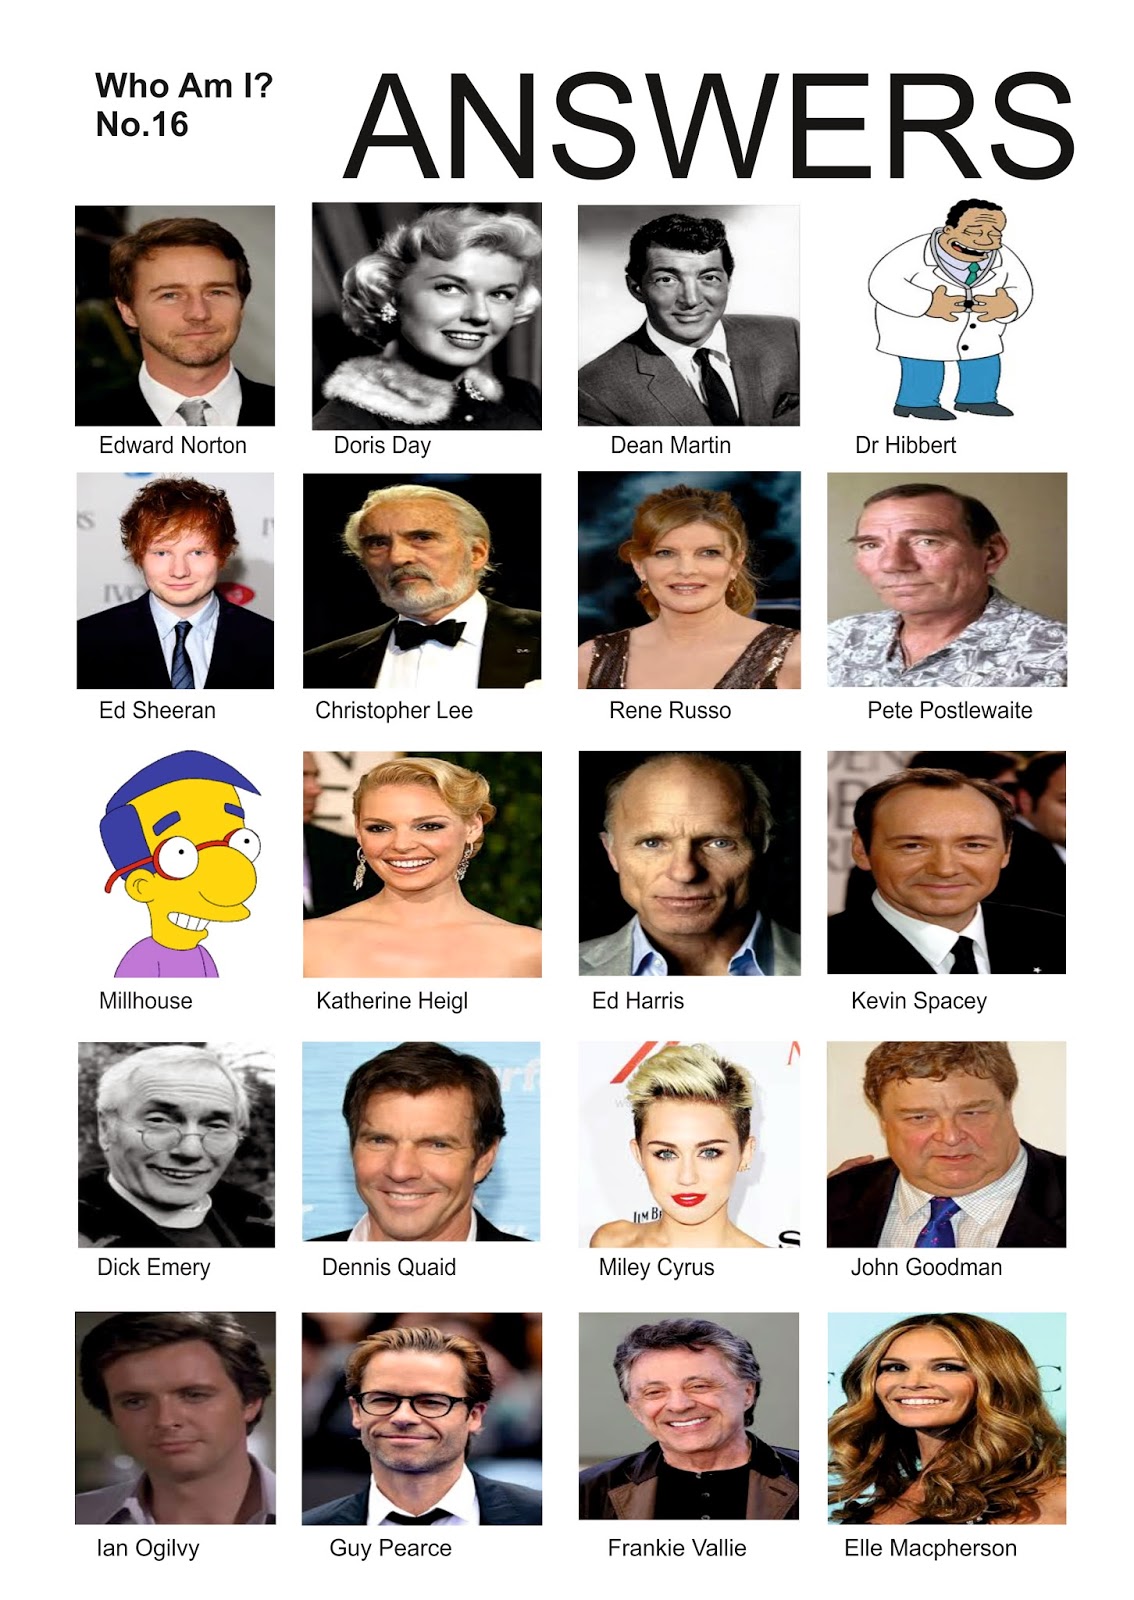 Who Am I?
No.16
ANSWERS
Edward Norton
Doris Day
Dean Martin
Dr Hibbert
Ed Sheeran
Christopher Lee
Rene Russo
Pete Postlewaite
Millhouse
Katherine Heigl
Ed Harris
Kevin Spacey
JIM B
Dick Emery
Dennis Quaid
Miley Cyrus
John Goodman
Ian Ogilvy
Guy Pearce
Frankie Vallie
Elle Macpherson